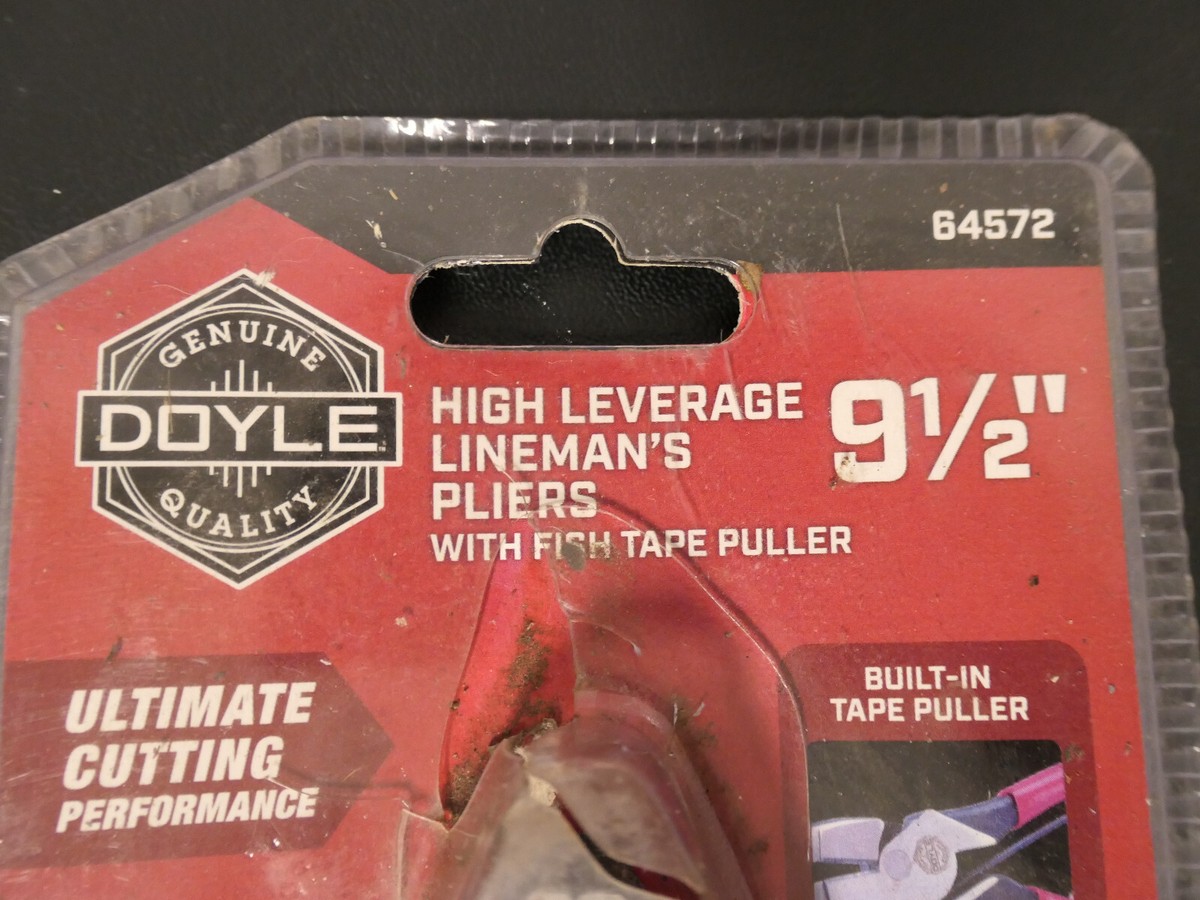 64572
GENUINE
DOYLE
QUALITY
HIGH LEVERAGE
LINEMAN'S
PLIERS
9½"
WITH FISH TAPE PULLER
ULTIMATE
CUTTING
PERFORMANCE
BUILT-IN
TAPE PULLER